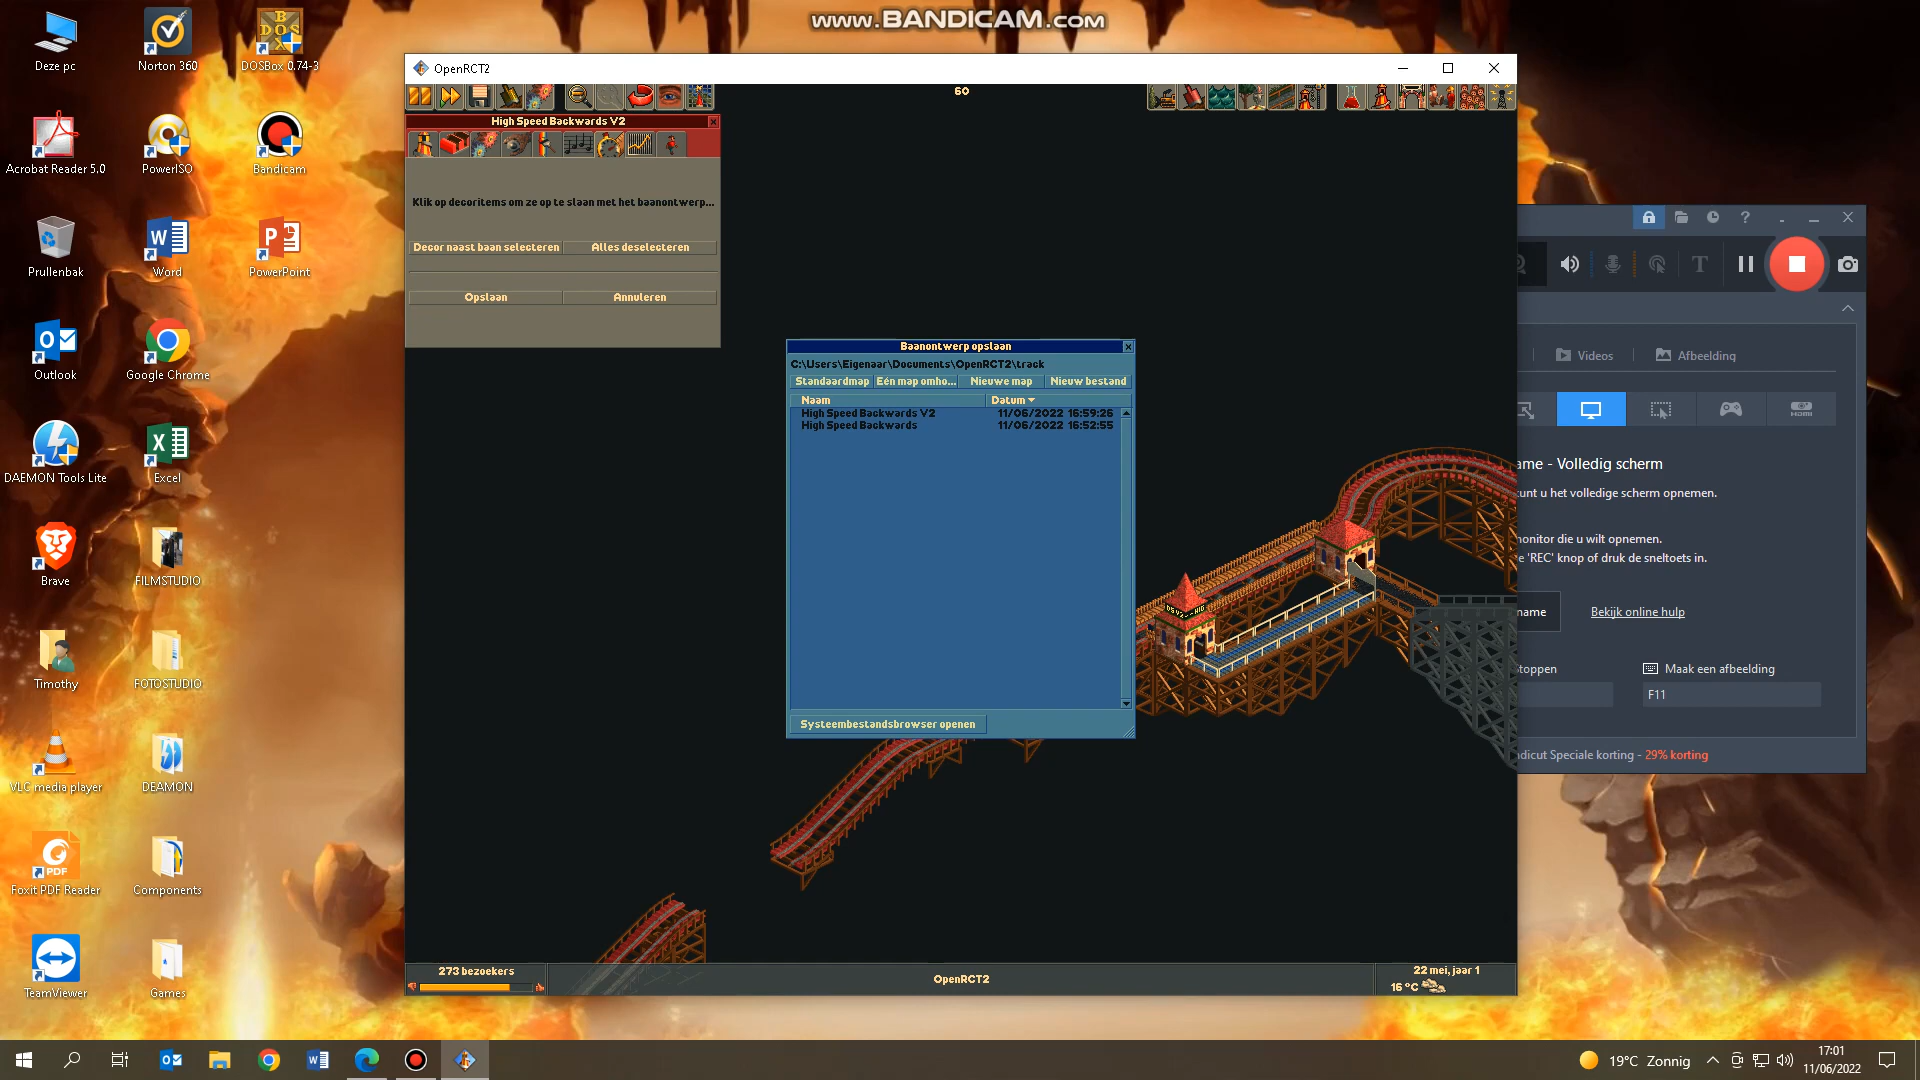 www.BANDICAM.com
Deze pc
Norton 360
DOSBox 0.74-3
Acrobat Reader 5.0
PowerISO
Bandicam
Prullenbak
Word
PowerPoint
Outlook
Google Chrome
DAEMON Tools Lite
Excel
Brave
FILMSTUDIO
Timothy
FOTOSTUDIO
VLC media player
DEAMON
Foxit PDF Reader
Components
TeamViewer
Games
OpenRCT2
60
High Speed Backwards V2
Klik op decoritems om ze op te slaan met het baanontwerp...
Decor naast baan selecteren
Alles deselecteren
Opslaan
Annuleren
Baanontwerp opslaan
C:\Users\Eigenaar\Documents\OpenRCT2\track
Standaardmap
Eén map omho...
Nieuwe map
Nieuw bestand
Naam
Datum
High Speed Backwards V2
11/06/2022 16:59:26
High Speed Backwards
11/06/2022 16:52:55
Systeembestandsbrowser openen
273 bezoekers
OpenRCT2
22 mei, jaar 1
16 °C
Videos
Afbeelding
HDMI
ame - Volledig scherm
unt u het volledige scherm opnemen.
monitor die u wilt opnemen.
e 'REC' knop of druk de sneltoets in.
name
Bekijk online hulp
Stoppen
Maak een afbeelding
F11
ndicut Speciale korting - 29% korting
19°C Zonnig
17:01
11/06/2022